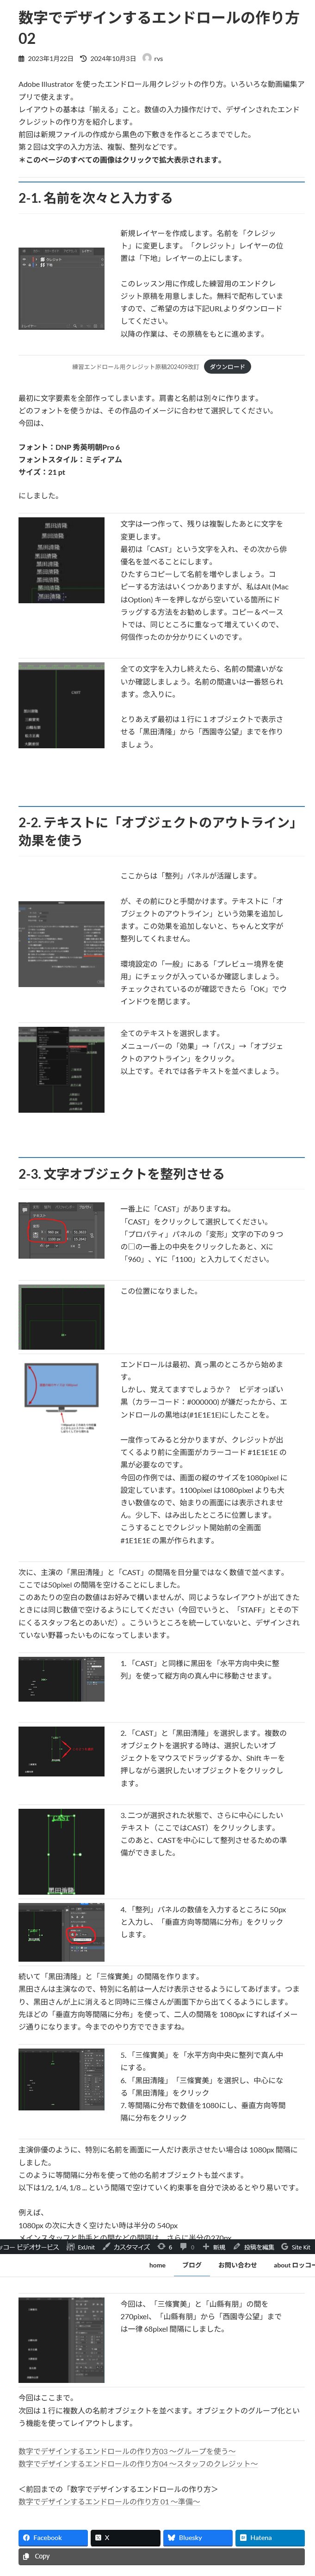 数字でデザインするエンドロールの作り方
02
2023年1月22日 2024年10月3日 rvs
Adobe Illustrator を使ったエンドロール用クレジットの作り方。いろいろな動画編集ア
プリで使えます。
レイアウトの基本は「揃える」こと。数値の入力操作だけで、デザインされたエンド
クレジットの作り方を紹介します。
前回は新規ファイルの作成から黒色の下敷きを作るところまででした。
第２回は文字の入力方法、複製、整列などです。
＊このページのすべての画像はクリックで拡大表示されます。
2-1. 名前を次々と入力する
新規レイヤーを作成します。名前を「クレジッ
ト」に変更します。「クレジット」レイヤーの位
置は「下地」レイヤーの上にします。
このレッスン用に作成した練習用のエンドクレ
ジット原稿を用意しました。無料で配布していま
すので、ご希望の方は下記URLよりダウンロード
してください。
以降の作業は、その原稿をもとに進めます。
練習エンドロール用クレジット原稿202409改訂 ダウンロード
最初に文字要素を全部作ってしまいます。肩書と名前は別々に作ります。
どのフォントを使うかは、その作品のイメージに合わせて選択してください。
今回は、
フォント：DNP 秀英明朝Pro 6
フォントスタイル：ミディアム
サイズ：21 pt
にしました。
文字は一つ作って、残りは複製したあとに文字を
変更します。
最初は「CAST」という文字を入れ、その次から俳
優名を並べることにします。
ひたすらコピーして名前を増やしましょう。コ
ピーする方法はいくつかありますが、私はAlt (Mac
はOption) キーを押しながら空いている箇所にド
ラッグする方法をお勧めします。コピー＆ペース
トでは、同じところに重なって増えていくので、
何個作ったのか分かりにくいのです。
全ての文字を入力し終えたら、名前の間違いがな
いか確認しましょう。名前の間違いは一番怒られ
ます。念入りに。
とりあえず最初は１行に１オブジェクトで表示さ
せる「黒田清隆」から「西園寺公望」までを作り
ましょう。
2-2. テキストに「オブジェクトのアウトライン」
効果を使う
ここからは「整列」パネルが活躍します。
が、その前にひと手間かけます。テキストに「オ
ブジェクトのアウトライン」という効果を追加し
ます。この効果を追加しないと、ちゃんと文字が
整列してくれません。
環境設定の「一般」にある「プレビュー境界を使
用」にチェックが入っているか確認しましょう。
チェックされているのが確認できたら「OK」でウ
インドウを閉じます。
全てのテキストを選択します。
メニューバーの「効果」→「パス」→「オブジェ
クトのアウトライン」をクリック。
以上です。それでは各テキストを並べましょう。
2-3. 文字オブジェクトを整列させる
一番上に「CAST」がありますね。
「CAST」をクリックして選択してください。
「プロパティ」パネルの「変形」文字の下の９つ
の□の一番上の中央をクリックしたあと、Xに
「960」、Yに「1100」と入力してください。
この位置になりました。
エンドロールは最初、真っ黒のところから始めま
す。
しかし、覚えてますでしょうか？ ビデオっぽい
黒（カラーコード：#000000) が嫌だったから、エ
ンドロールの黒地は(#1E1E1E)にしたことを。
一度作ってみると分かりますが、クレジットが出
てくるより前に全画面がカラーコード #1E1E1E の
黒が必要なのです。
今回の作例では、画面の縦のサイズを1080pixel に
設定しています。1100pixel は1080pixel よりも大
きい数値なので、始まりの画面には表示されませ
ん。少し下、はみ出たところに位置します。
こうすることでクレジット開始前の全画面
#1E1E1E の黒が作られます。
次に、主演の「黒田清隆」と「CAST」の間隔を目分量ではなく数値で並べます。
ここでは50pixel の間隔を空けることにしました。
このあたりの空白の数値はお好みで構いませんが、同じようなレイアウトが出てきた
ときには同じ数値で空けるようにしてください（今回でいうと、「STAFF」とその下
にくるスタッフ名とのあいだ）。こういうところを統一していないと、デザインされ
ていない野暮ったいものになってしまいます。
1. 「CAST」と同様に黒田を「水平方向中央に整
列」を使って縦方向の真ん中に移動させます。
2. 「CAST」と「黒田清隆」を選択します。複数の
オブジェクトを選択する時は、選択したいオブ
ジェクトをマウスでドラッグするか、Shift キーを
押しながら選択したいオブジェクトをクリックし
ます。
3. 二つが選択された状態で、さらに中心にしたい
テキスト（ここではCAST）をクリックします。
このあと、CASTを中心にして整列させるための準
備ができました。
4. 「整列」パネルの数値を入力するところに 50px
と入力し、「垂直方向等間隔に分布」をクリック
します。
続いて「黒田清隆」と「三條實美」の間隔を作ります。
黒田さんは主演なので、特別に名前は一人だけ表示させるようにしてあげます。つま
り、黒田さんが上に消えると同時に三條さんが画面下から出てくるようにします。
先ほどの「垂直方向等間隔に分布」を使って、二人の間隔を 1080px にすればイメー
ジ通りになります。今までのやり方でできますね。
5. 「三條實美」を「水平方向中央に整列で真ん中
にする。
6. 「黒田清隆」「三條實美」を選択し、中心にな
る「黒田清隆」をクリック
7. 等間隔に分布で数値を1080にし、垂直方向等間
隔に分布をクリック
主演俳優のように、特別に名前を画面に一人だけ表示させたい場合は 1080px 間隔に
しました。
このように等間隔に分布を使って他の名前オブジェクトも並べます。
以下は1/2, 1/4, 1/8 ... という間隔で空けていく約束事を自分で決めるとやり易いです。
例えば、
1080px の次に大きく空けたい時は半分の 540px
ッコー ビデオサービス ExUnit カスタマイズ 6 0 新規 投稿を編集 Site Kit
home ブログ お問い合わせ about ロッコー
今回は、「三條實美」と「山縣有朋」の間を
270pixel、「山縣有朋」から「西園寺公望」まで
は一律 68pixel 間隔にしました。
今回はここまで。
次回は１行に複数人の名前オブジェクトを並べます。オブジェクトのグループ化とい
う機能を使ってレイアウトします。
数字でデザインするエンドロールの作り方03 〜グループを使う〜
数字でデザインするエンドロールの作り方04 〜スタッフのクレジット〜
＜前回までの「数字でデザインするエンドロールの作り方＞
数字でデザインするエンドロールの作り方 01 〜準備〜
Facebook X Bluesky Hatena
Copy